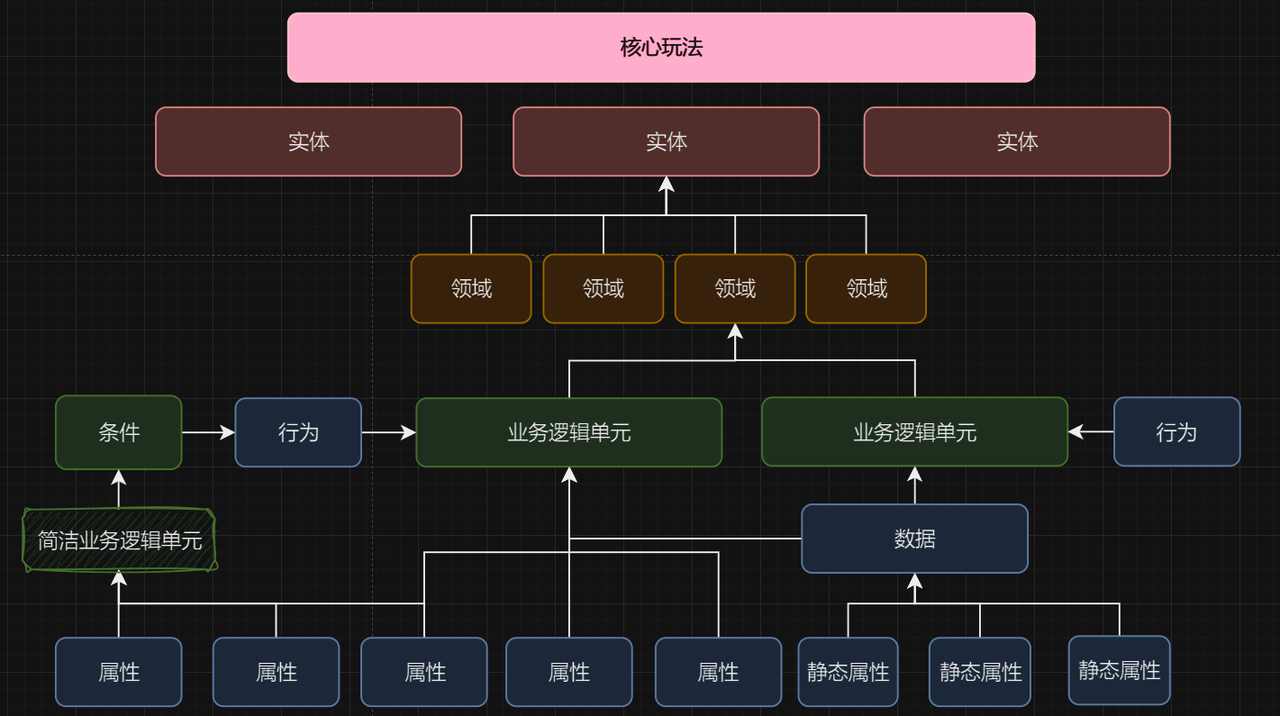 核心玩法
实体
实体
实体
领域
领域
领域
领域
条件
行为
业务逻辑单元
业务逻辑单元
行为
简洁业务逻辑单元
数据
属性
属性
属性
属性
属性
静态属性
静态属性
静态属性